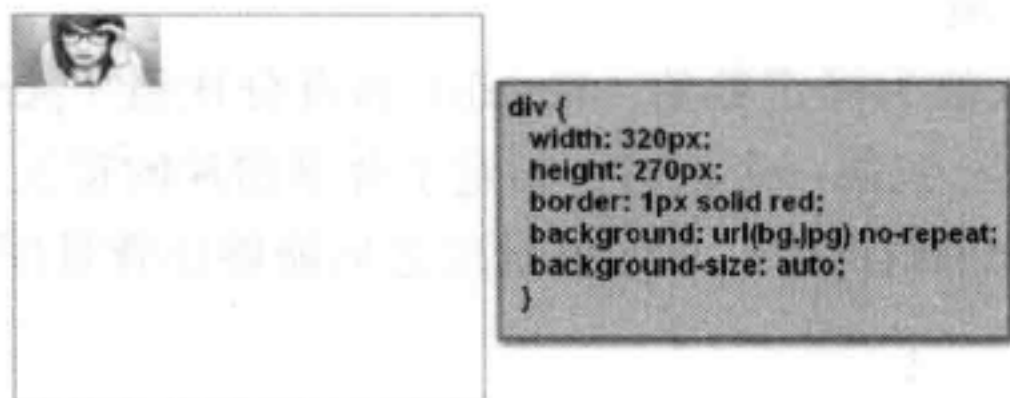 div {
width: 320px;
height: 270px;
border: 1px solid red;
background: url(bg.jpg) no-repeat;
background-size: auto;
}